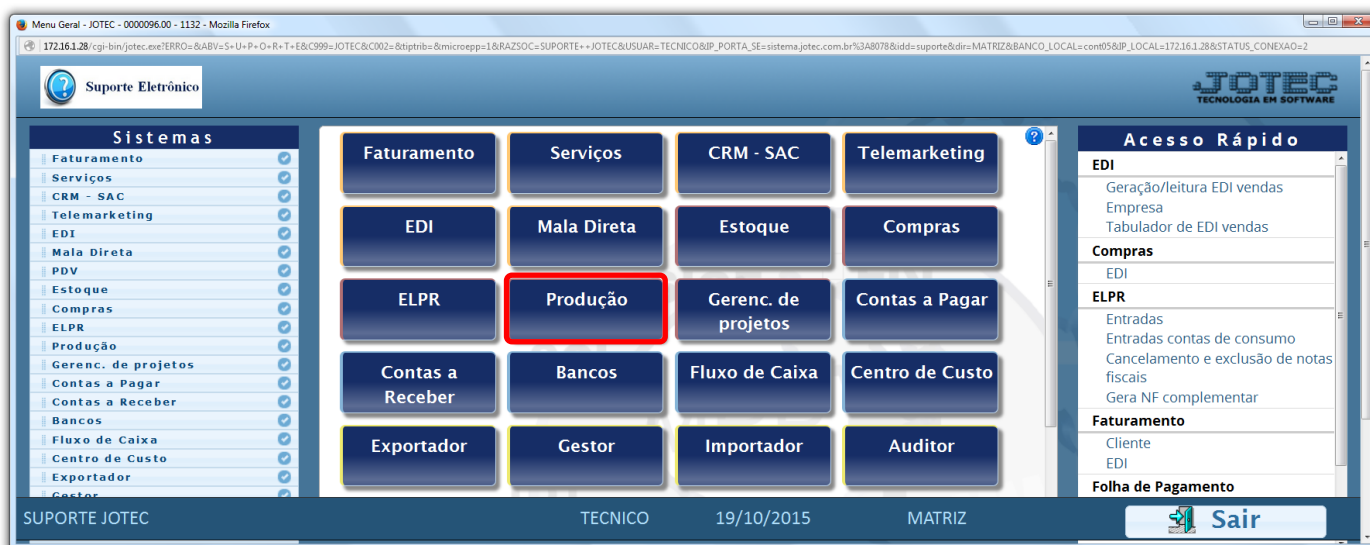 Menu Geral - JOTEC - 0000096.00 - 1132 - Mozilla Firefox
172.16.1.28/cgi-bin/jotec.exe?ERRO=&ABV=S+U+P+O+R+T+E&C999=JOTEC&C002=&tiptrib=&microepp=1&RAZSOC=SUPORTE++JOTEC&USUAR=TECNICO&IP_PORTA_SE=sistema.jotec.com.br%3A8078&idd=suporte&dir=MATRIZ&BANCO_LOCAL=cont05&IP_LOCAL=172.16.1.28&STATUS_CONEXAO=2
Suporte Eletrônico
JOTEC
TECNOLOGIA EM SOFTWARE
Sistemas
Faturamento
Serviços
CRM - SAC
Telemarketing
EDI
Mala Direta
PDV
Estoque
Compras
ELPR
Produção
Gerenc. de projetos
Contas a Pagar
Contas a Receber
Bancos
Fluxo de Caixa
Centro de Custo
Exportador
Gestor
Faturamento
Serviços
CRM - SAC
Telemarketing
EDI
Mala Direta
Estoque
Compras
ELPR
Produção
Gerenc. de
projetos
Contas a Pagar
Contas a
Receber
Bancos
Fluxo de Caixa
Centro de Custo
Exportador
Gestor
Importador
Auditor
Acesso Rápido
EDI
Geração/leitura EDI vendas
Empresa
Tabulador de EDI vendas
Compras
EDI
ELPR
Entradas
Entradas contas de consumo
Cancelamento e exclusão de notas
fiscais
Gera NF complementar
Faturamento
Cliente
EDI
Folha de Pagamento
SUPORTE JOTEC
TECNICO
19/10/2015
MATRIZ
Sair